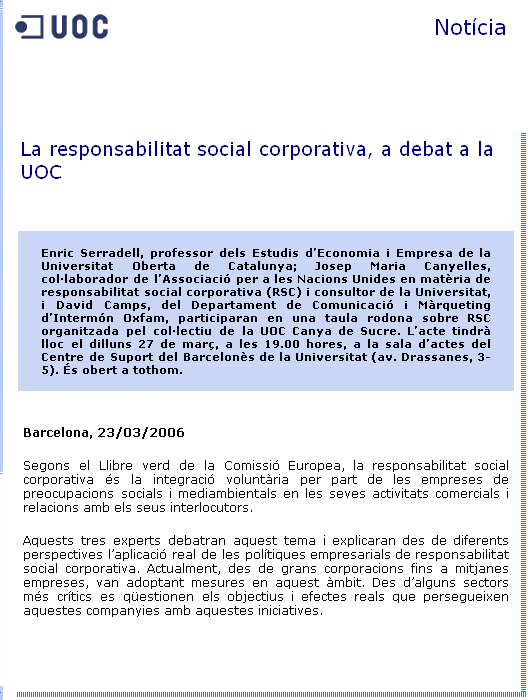 UOC
Notícia
La responsabilitat social corporativa, a debat a la
UOC
Enric Serradell, professor dels Estudis d'Economia i Empresa de la
Universitat Oberta de Catalunya; Josep Maria Canyelles,
col·laborador de l'Associació per a les Nacions Unides en matèria de
responsabilitat social corporativa (RSC) i consultor de la Universitat,
i David Camps, del Departament de Comunicació i Màrqueting
d'Intermón Oxfam, participaran en una taula rodona sobre RSC
organitzada pel col·lectiu de la UOC Canya de Sucre. L'acte tindrà
lloc el dilluns 27 de març, a les 19.00 hores, a la sala d'actes del
Centre de Suport del Barcelonès de la Universitat (av. Drassanes, 3-
5). És obert a tothom.
Barcelona, 23/03/2006
Segons el Llibre verd de la Comissió Europea, la responsabilitat social
corporativa és la integració voluntària per part de les empreses de
preocupacions socials i mediambientals en les seves activitats comercials i
relacions amb els seus interlocutors.
Aquests tres experts debatran aquest tema i explicaran des de diferents
perspectives l'aplicació real de les polítiques empresarials de responsabilitat
social corporativa. Actualment, des de grans corporacions fins a mitjanes
empreses, van adoptant mesures en aquest àmbit. Des d'alguns sectors
més crítics es qüestionen els objectius i efectes reals que persegueixen
aquestes companyies amb aquestes iniciatives.